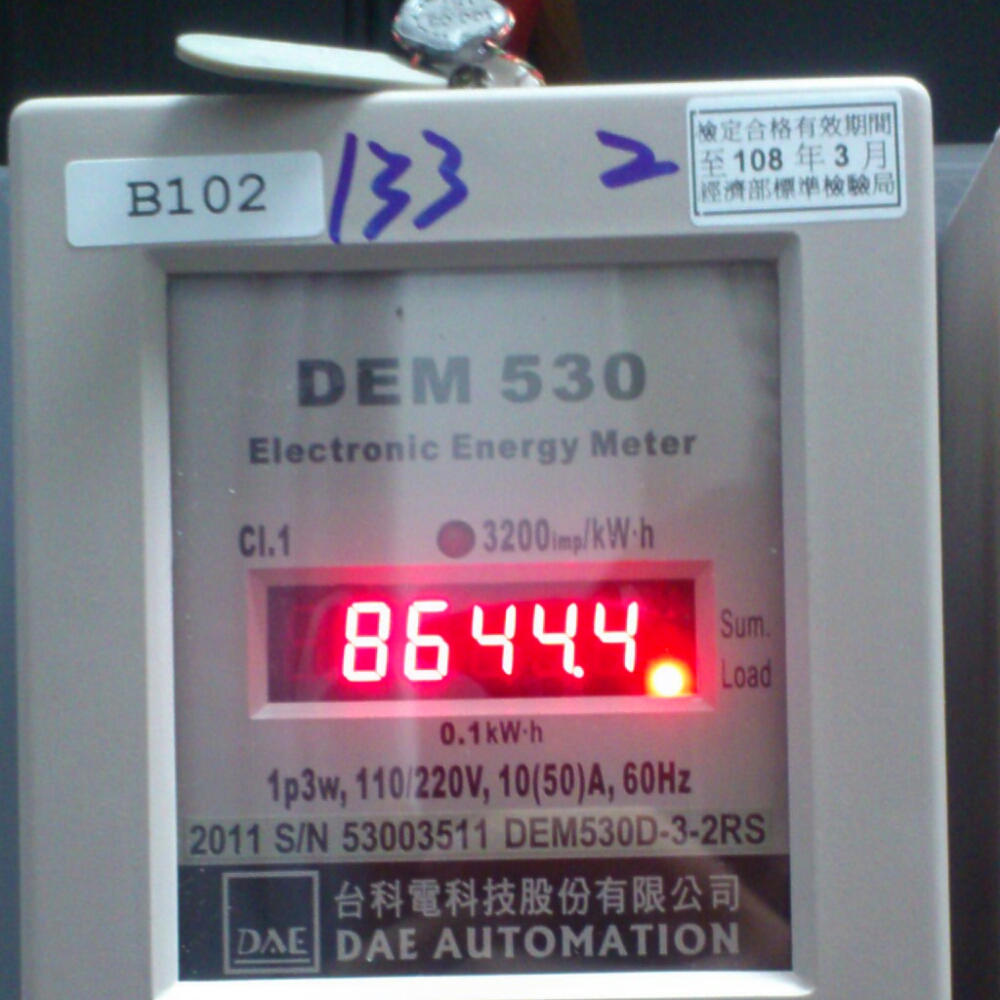 B102
133 2
檢定合格有效期間
至 108 年 3 月
經濟部標準檢驗局
DEM 530
Electronic Energy Meter
Cl.1
3200imp/kW·h
8644.4
Sum.
Load
0.1kW·h
1p3w, 110/220V, 10(50)A, 60Hz
2011 S/N 53003511 DEM530D-3-2RS
DAE
台科電科技股份有限公司
DAE AUTOMATION